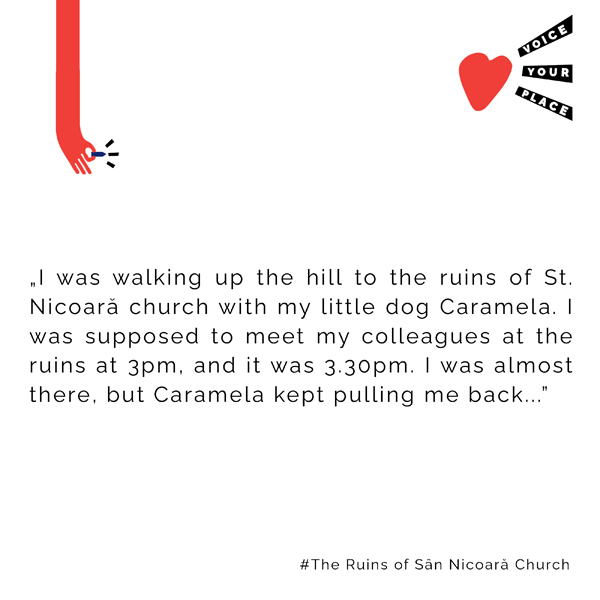 VOICE
YOUR
PLACE
„I was walking up the hill to the ruins of St.
Nicoară church with my little dog Caramela. I
was supposed to meet my colleagues at the
ruins at 3pm, and it was 3.30pm. I was almost
there, but Caramela kept pulling me back...”
#The Ruins of Sân Nicoară Church